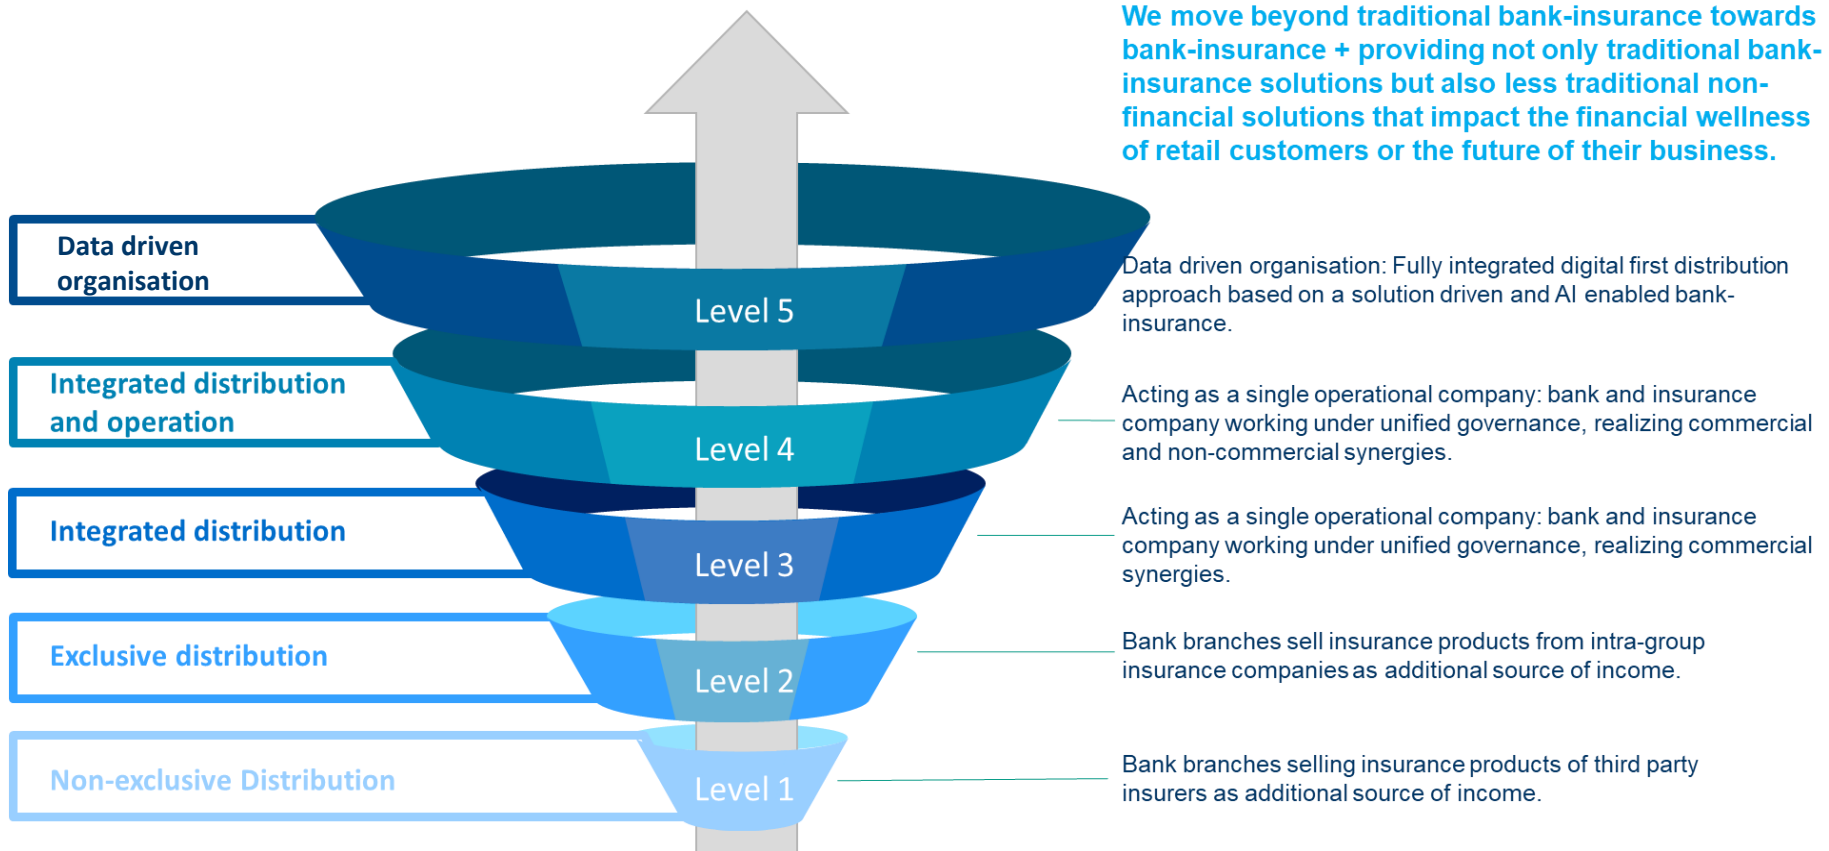 We move beyond traditional bank-insurance towards
bank-insurance + providing not only traditional bank-
insurance solutions but also less traditional non-
financial solutions that impact the financial wellness
of retail customers or the future of their business.
Data driven
organisation
Level 5
Data driven organisation: Fully integrated digital first distribution
approach based on a solution driven and AI enabled bank-
insurance.
Integrated distribution
and operation
Level 4
Acting as a single operational company: bank and insurance
company working under unified governance, realizing commercial
and non-commercial synergies.
Integrated distribution
Level 3
Acting as a single operational company: bank and insurance
company working under unified governance, realizing commercial
synergies.
Exclusive distribution
Level 2
Bank branches sell insurance products from intra-group
insurance companies as additional source of income.
Non-exclusive Distribution
Level 1
Bank branches selling insurance products of third party
insurers as additional source of income.